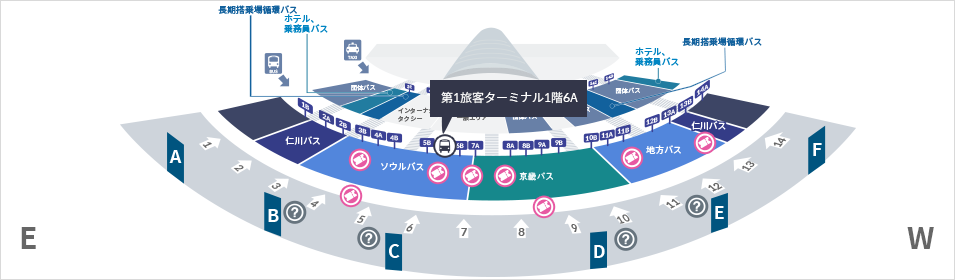 長期搭乗場循環バス
ホテル、
乗務員バス
BUS
TAXI
団体バス
インターナ
タクシー
第1旅客ターミナル1階6A
団体バス
ホテル、
乗務員バス
長期搭乗場循環バス
1B
2A
2B
3B
4A
4B
5B
6B
7A
8A
8B
9A
9B
10B
11A
11B
12B
13A
13B
14A
仁川バス
ソウルバス
京畿バス
地方バス
仁川バス
A
B
C
D
E
F
1
2
3
4
5
6
7
8
9
10
11
12
13
14
?
?
?
?
E
W